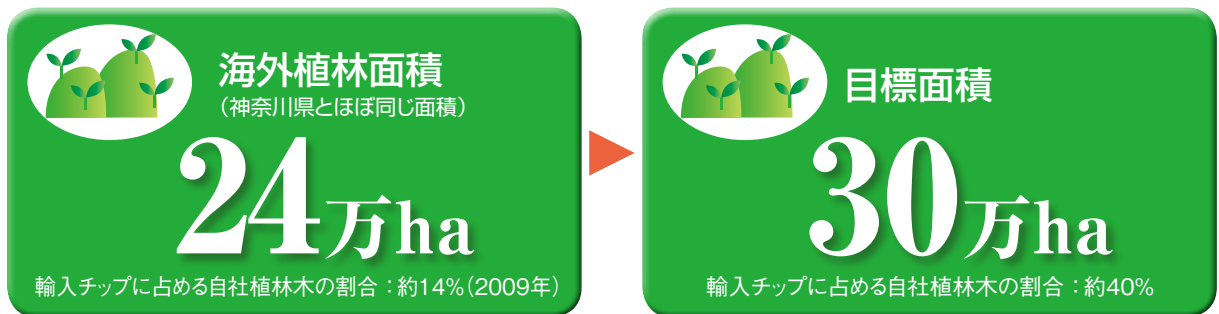 海外植林面積
（神奈川県とほぼ同じ面積）
24万ha
輸入チップに占める自社植林木の割合：約14%（2009年）
目標面積
30万ha
輸入チップに占める自社植林木の割合：約40%